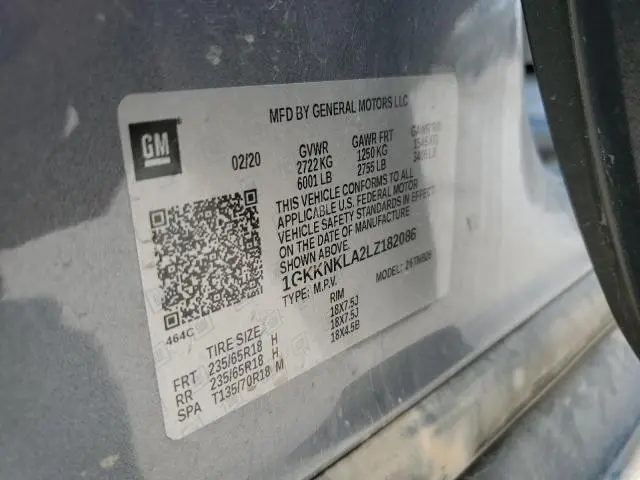 MFD BY GENERAL MOTORS LLC
GM
02/20
GVWR GAWR FRT GAWR
2722 KG 1250 KG
6001 LB 2755 LB
THIS VEHICLE CONFORMS TO ALL
APPLICABLE U.S. FEDERAL MOTOR
VEHICLE SAFETY STANDARDS IN EFFECT
ON THE DATE OF MANUFACTURE
SHOWN ABOVE.
1GKKNKLA2LZ182086
TYPE: M.P.V. MODEL:
464C
TIRE SIZE RIM
FRT 235/65R18 H 18X7.5J
RR 235/65R18 H 18X7.5J
SPA T135/70R18 M 18X4.5B